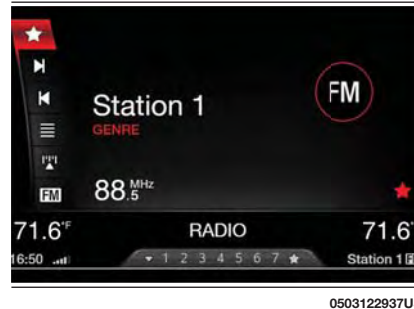 Station 1
FM
GENRE
88.5 MHz
FM
71.6°F RADIO 71.6°
16:50 1 2 3 4 5 6 7 Station 1
0503122937U